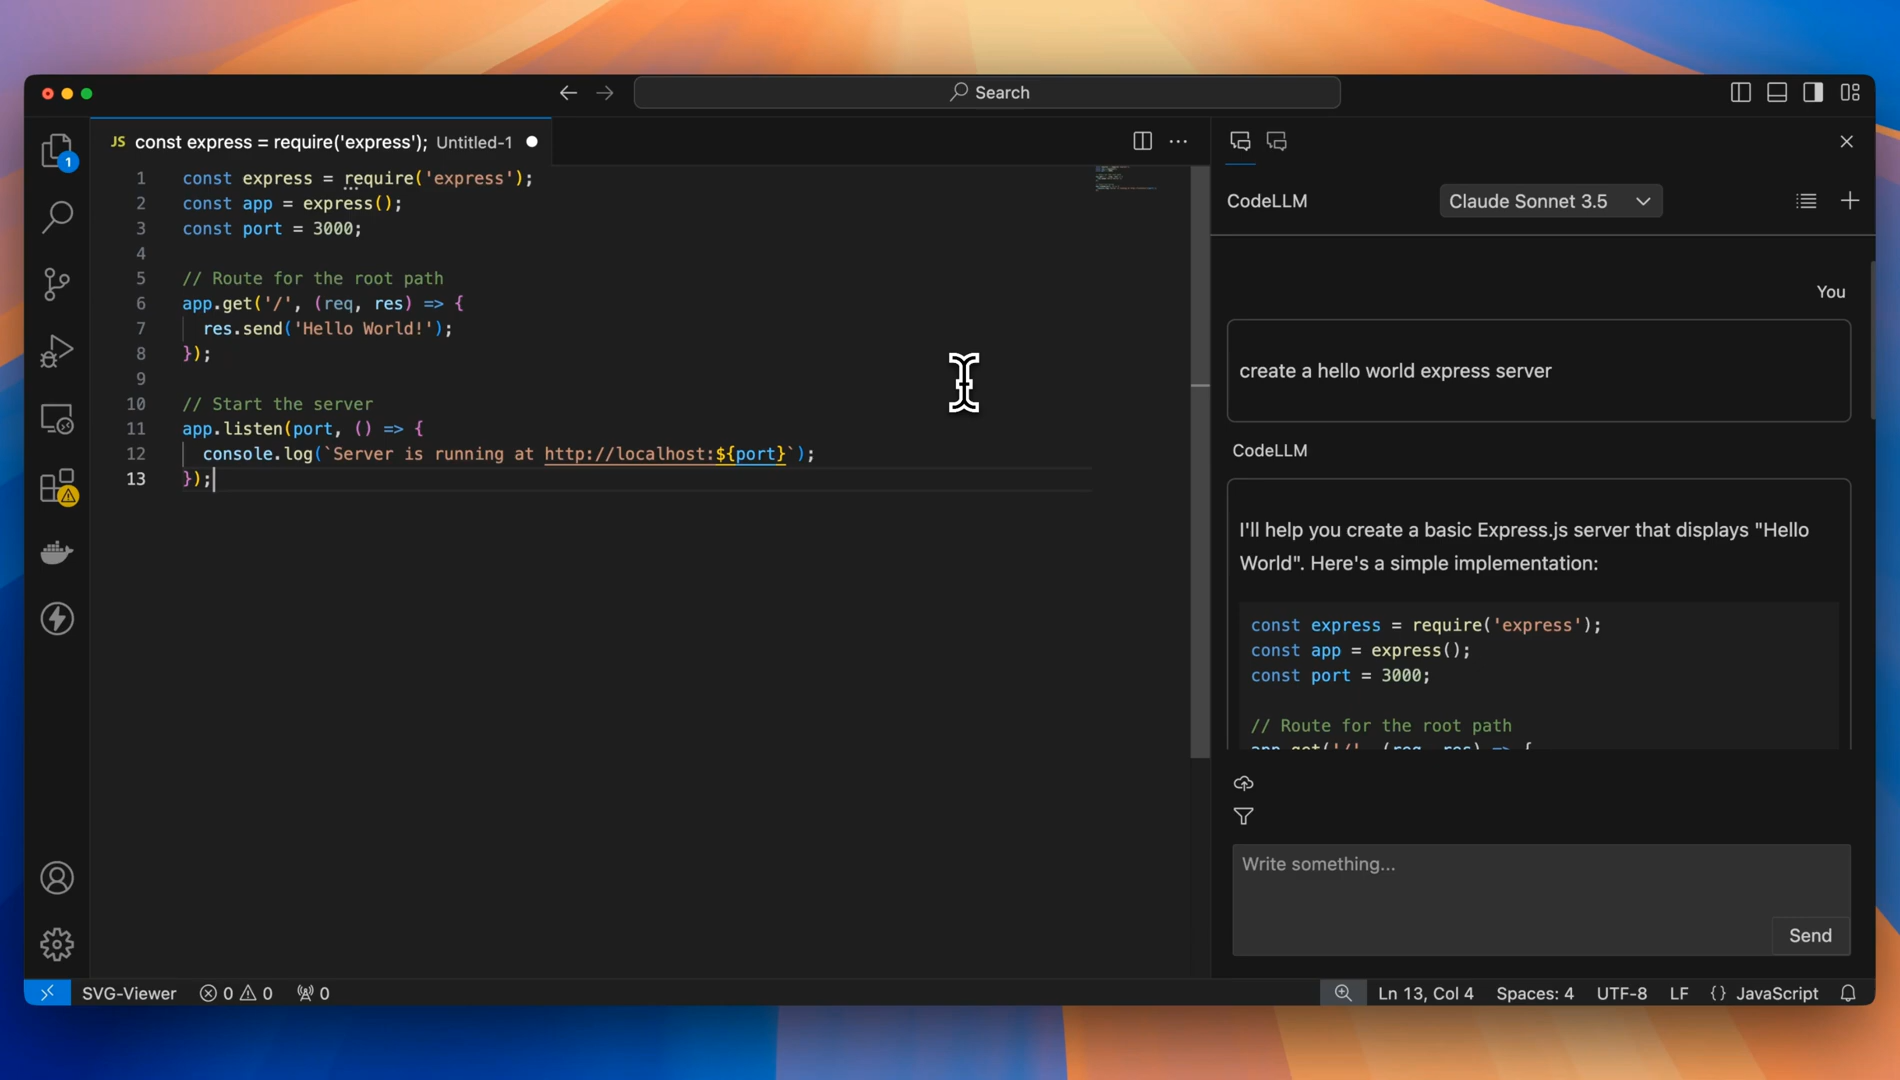 Search
JS const express = require('express'); Untitled-1
1
1 const express = require('express');
2 const app = express();
3 const port = 3000;
4
5 // Route for the root path
6 app.get('/', (req, res) => {
7 res.send('Hello World!');
8 });
9
10 // Start the server
11 app.listen(port, () => {
12 console.log(`Server is running at http://localhost:${port}`);
13 });
CodeLLM
Claude Sonnet 3.5
You
create a hello world express server
CodeLLM
I'll help you create a basic Express.js server that displays "Hello
World". Here's a simple implementation:
const express = require('express');
const app = express();
const port = 3000;
// Route for the root path
app.get('/', (req, res) => {
Write something...
Send
SVG-Viewer 0 0 0
Ln 13, Col 4 Spaces: 4 UTF-8 LF {} JavaScript